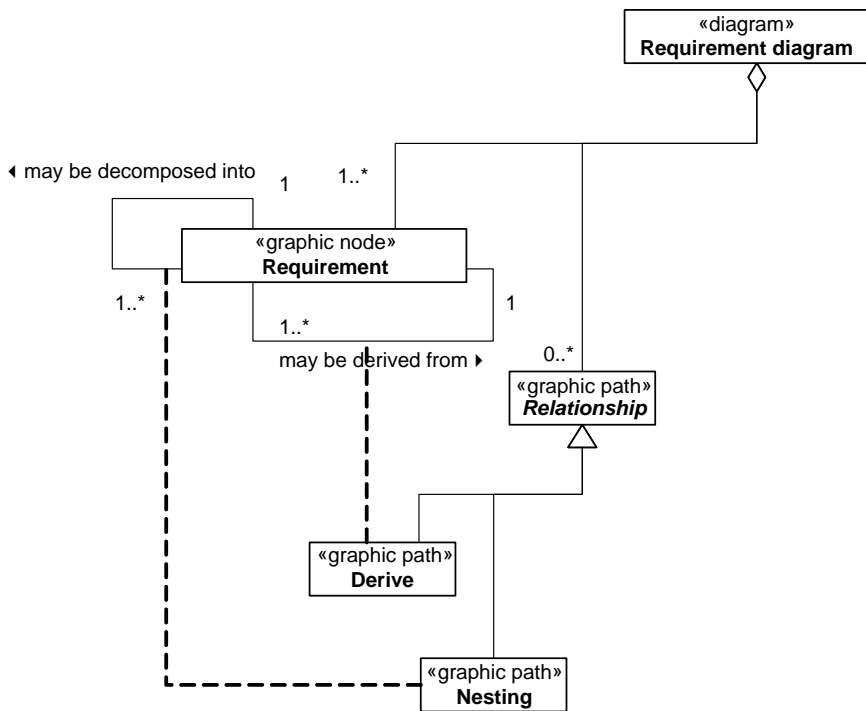 «diagram»
Requirement diagram
◂ may be decomposed into
1
1..*
«graphic node»
Requirement
1..*
1..*
1
may be derived from ▸
0..*
«graphic path»
Relationship
«graphic path»
Derive
«graphic path»
Nesting